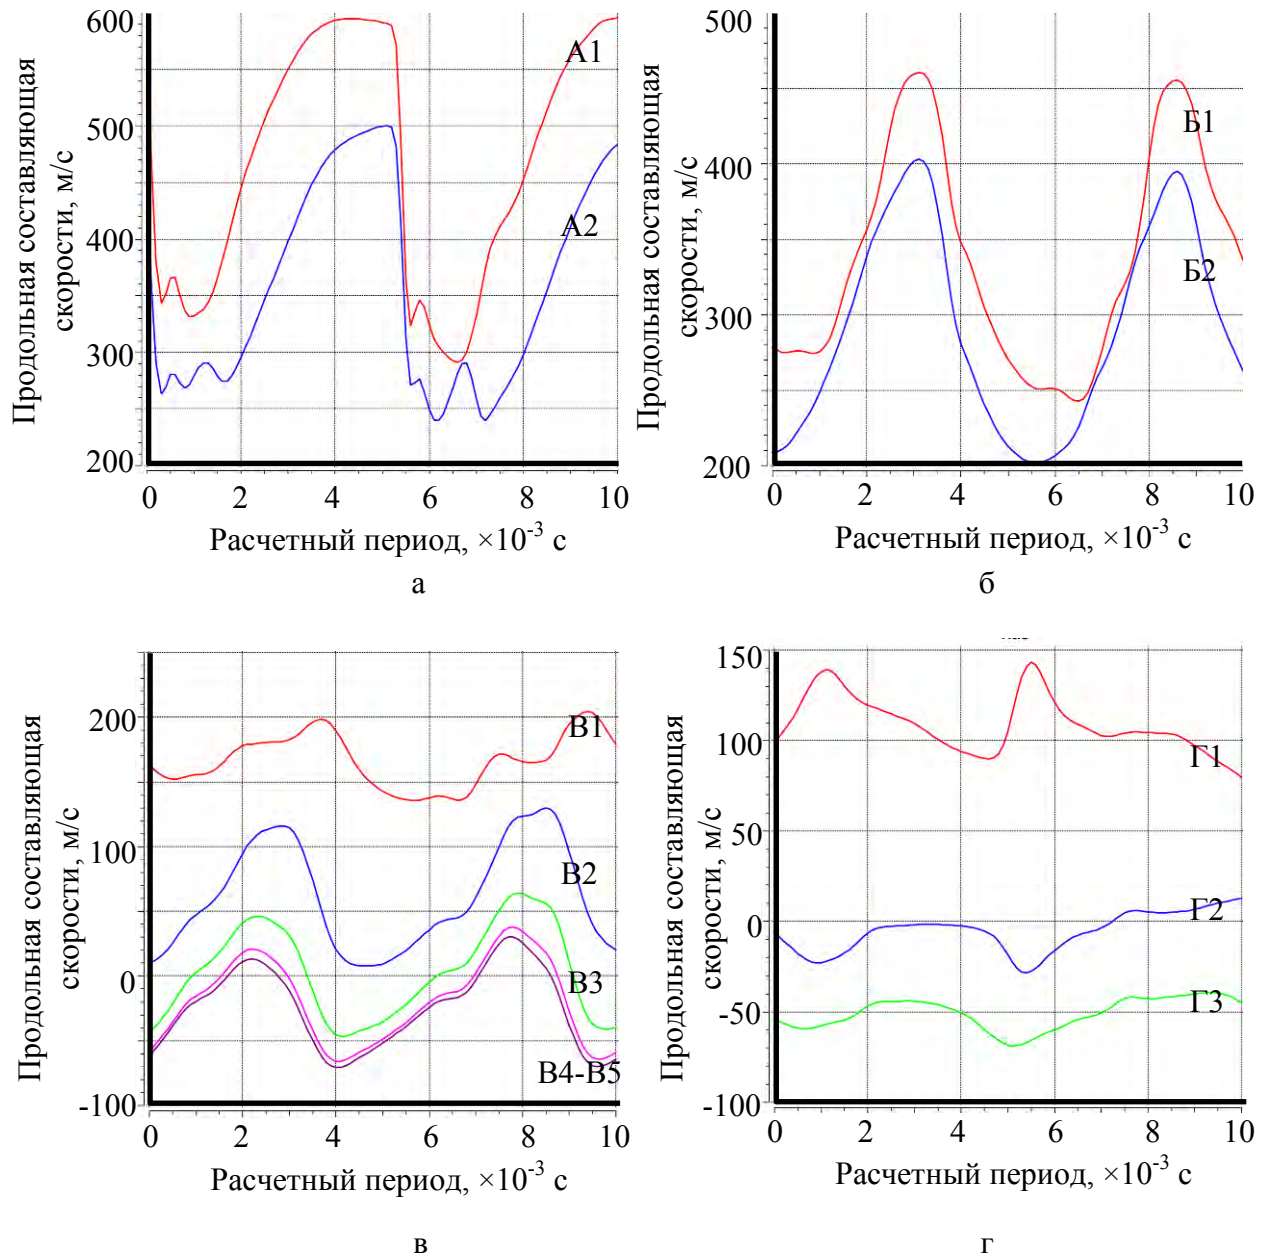 Продольная составляющая
скорости, м/с
600
500
400
300
200
А1
А2
0 2 4 6 8 10
Расчетный период, ×10⁻³ с
а
Продольная составляющая
скорости, м/с
500
400
300
200
Б1
Б2
0 2 4 6 8 10
Расчетный период, ×10⁻³ с
б
Продольная составляющая
скорости, м/с
200
100
0
-100
В1
В2
В3
В4-В5
0 2 4 6 8 10
Расчетный период, ×10⁻³ с
в
Продольная составляющая
скорости, м/с
150
100
50
0
-50
-100
Г1
Г2
Г3
0 2 4 6 8 10
Расчетный период, ×10⁻³ с
г